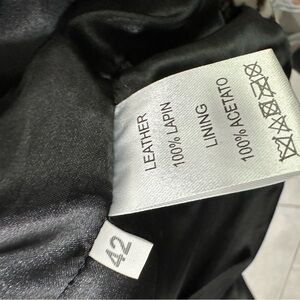 LEATHER
100% LAPIN
LINING
100% ACETATO
42